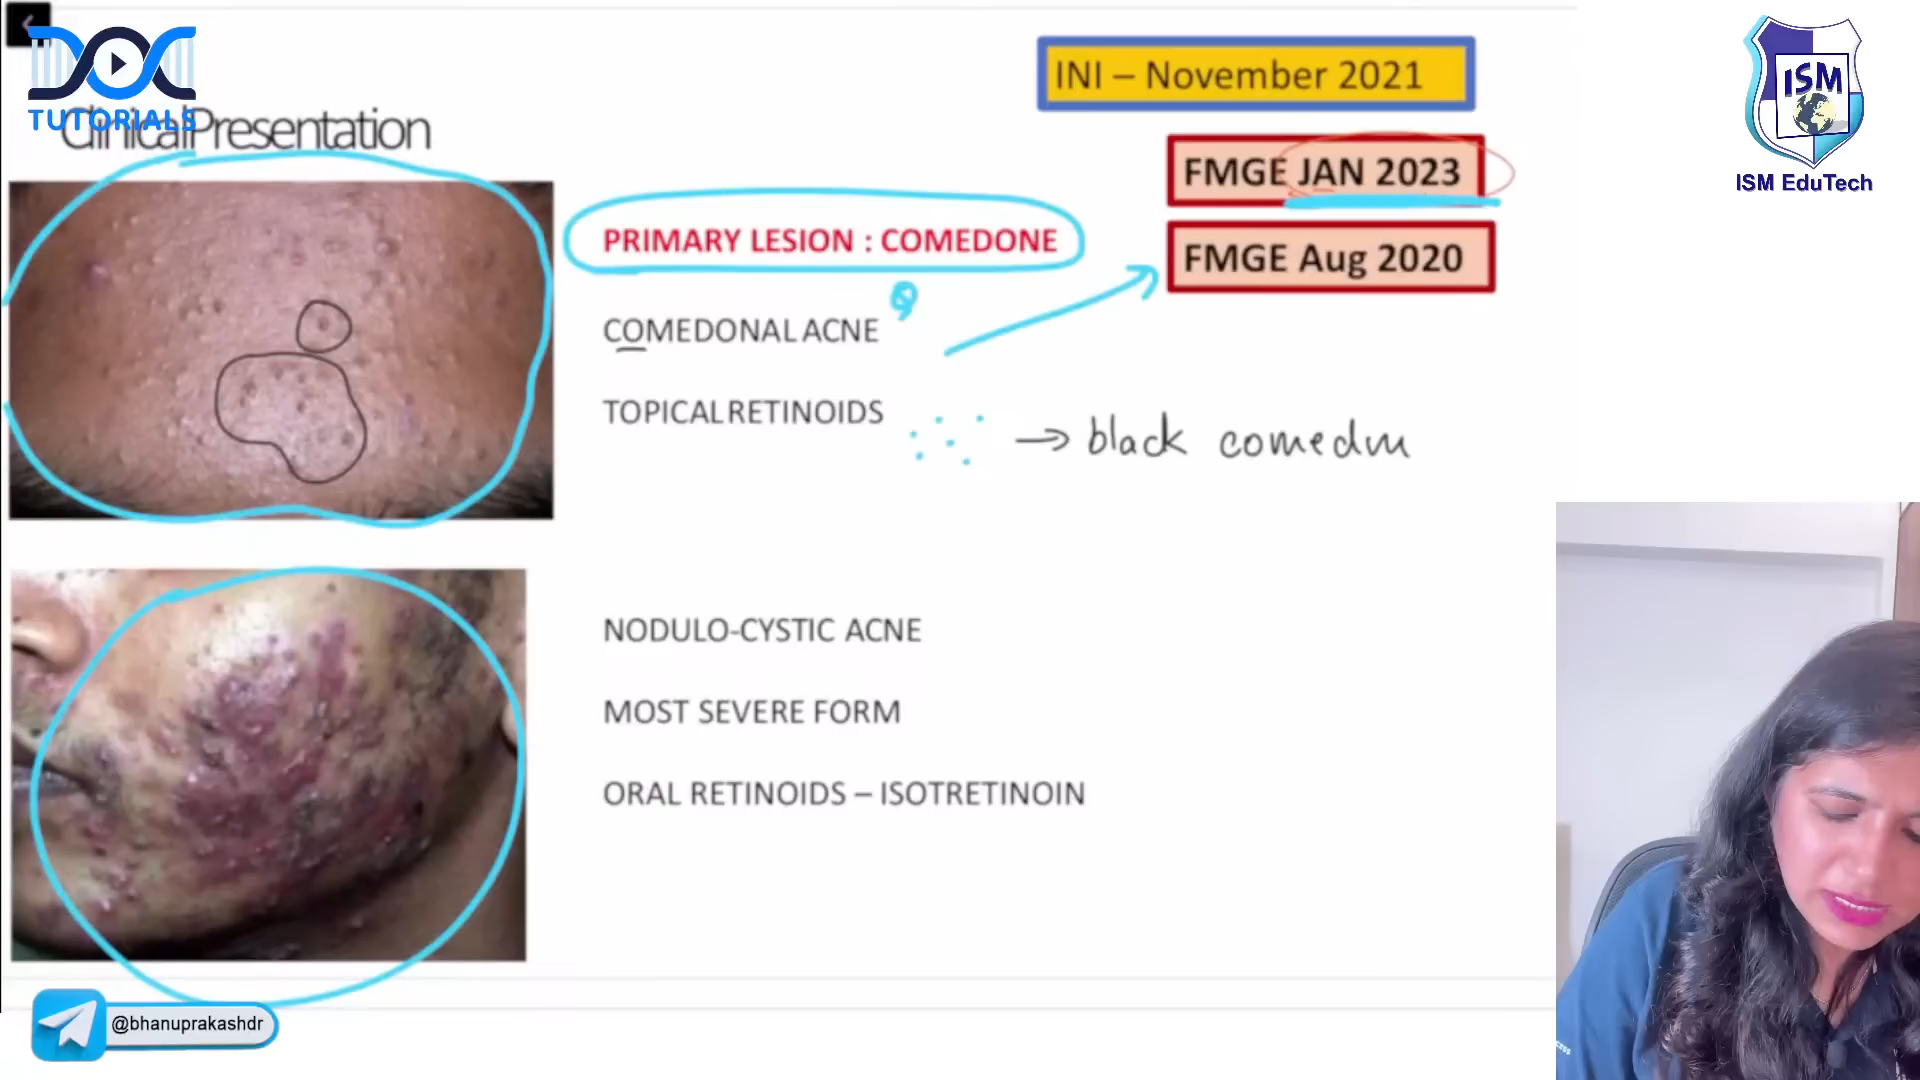 DOC
TUTORIALS
Clinical Presentation
INI – November 2021
FMGE JAN 2023
FMGE Aug 2020
ISM
ISM EduTech
PRIMARY LESION : COMEDONE
COMEDONAL ACNE
TOPICAL RETINOIDS
→ black comedm
NODULO-CYSTIC ACNE
MOST SEVERE FORM
ORAL RETINOIDS – ISOTRETINOIN
@bhanuprakashdr